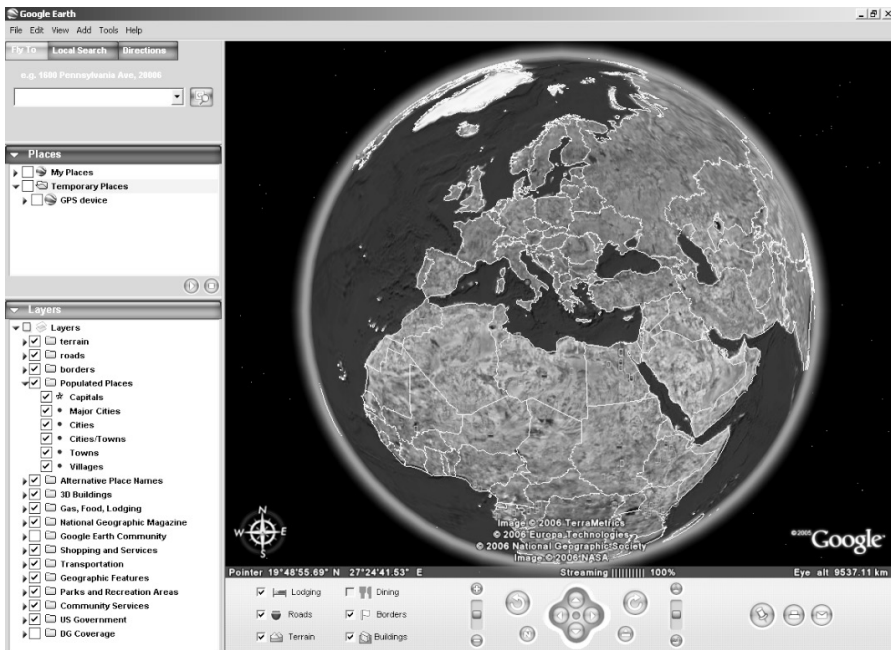 Google Earth
File Edit View Add Tools Help
Fly To Local Search Directions
e.g. 1600 Pennsylvania Ave, 20006
Places
My Places
Temporary Places
GPS device
Layers
Layers
terrain
roads
borders
Populated Places
Capitals
Major Cities
Cities
Cities/Towns
Towns
Villages
Alternative Place Names
3D Buildings
Gas, Food, Lodging
National Geographic Magazine
Google Earth Community
Shopping and Services
Transportation
Geographic Features
Parks and Recreation Areas
Community Services
US Government
DG Coverage
N
W E
S
Image © 2006 TerraMetrics
© 2006 Europa Technologies
© 2006 National Geographic Society
Image © 2006 NASA
©2005 Google
Pointer 19°48'55.69" N 27°24'41.53" E Streaming |||||||||| 100% Eye alt 9537.11 km
Lodging Dining
Roads Borders
Terrain Buildings
N